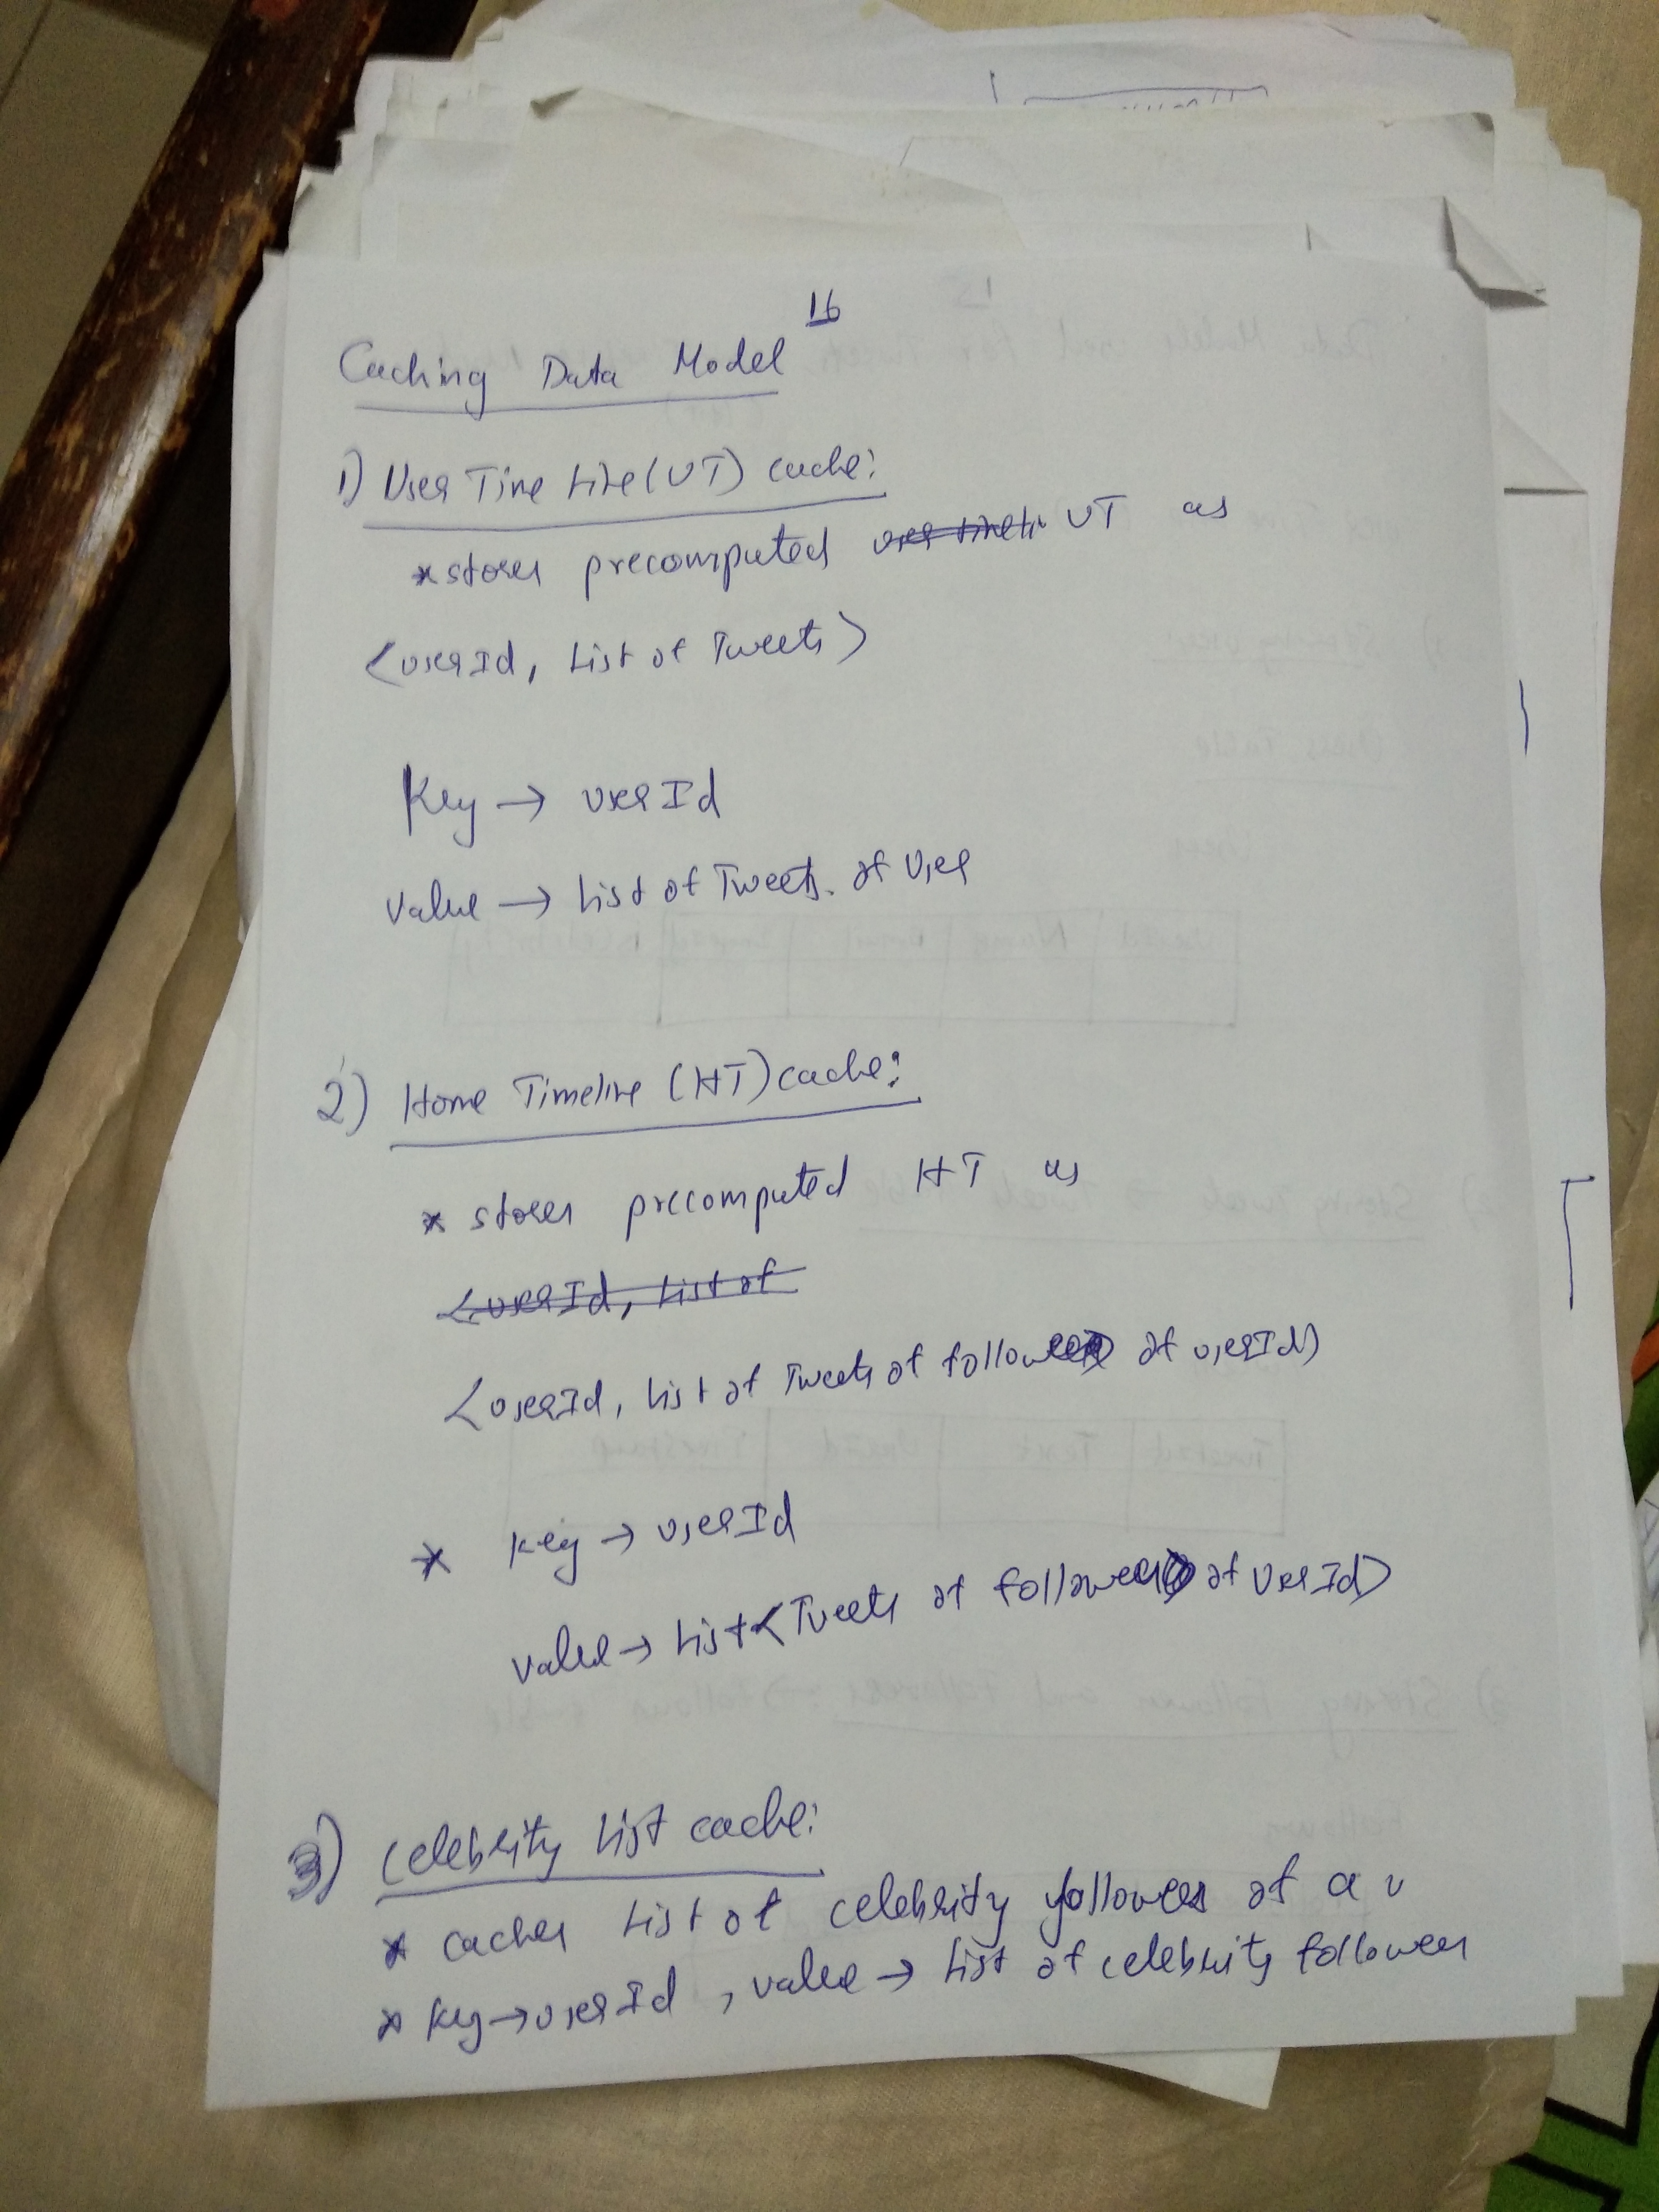 16
Caching Data Model
1) User Time Line (UT) cache:
* stores precomputed UT as
<userId, List of Tweets>
Key → userId
Value → List of Tweets. of User
2) Home Timeline (HT) cache:
* stores precomputed HT as
<userId, List of
<userId, List of Tweets of followees of userId>
* Key → userId
value → List<Tweets of followees of UserId>
3) Celebrity List cache:
* caches List of celebrity followees of a u
* Key → userId, value → List of celebrity followees